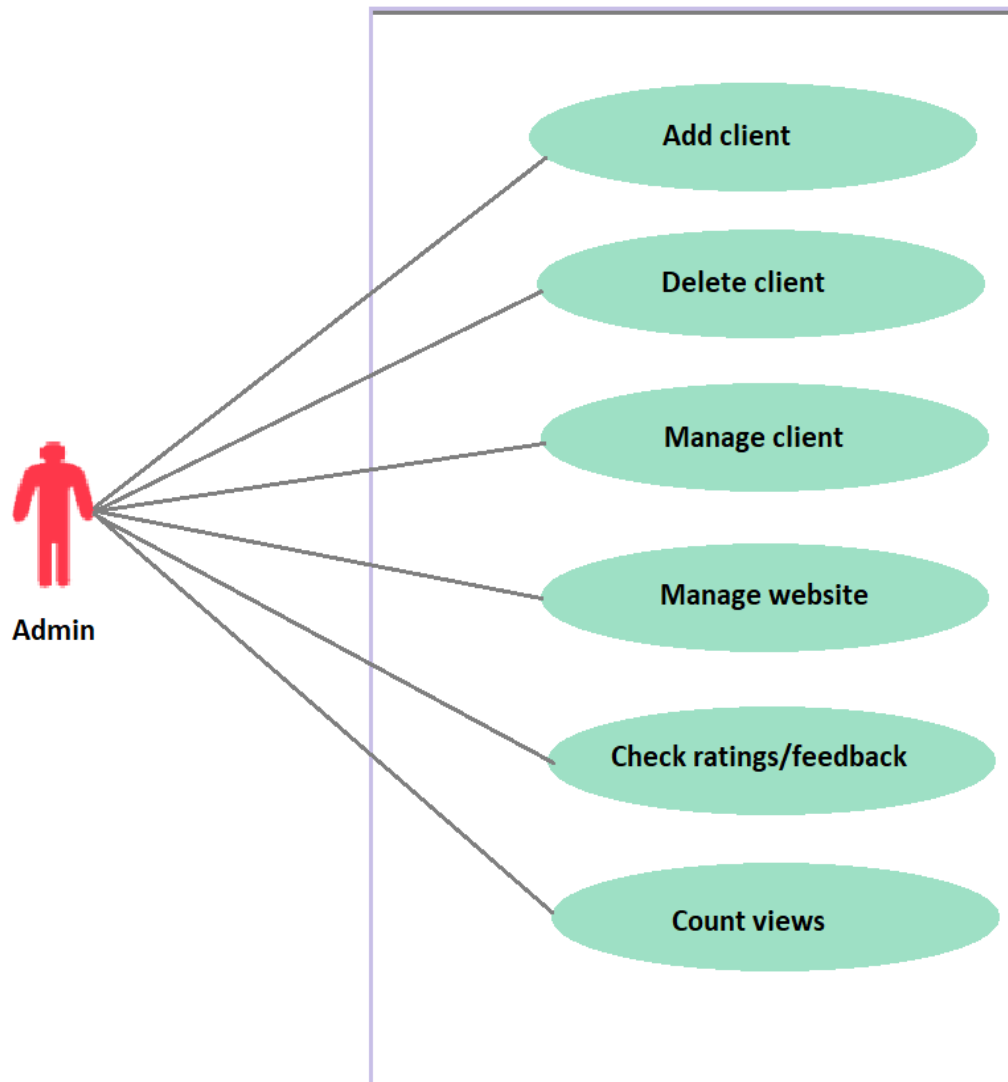 Add client
Delete client
Manage client
Manage website
Admin
Check ratings/feedback
Count views